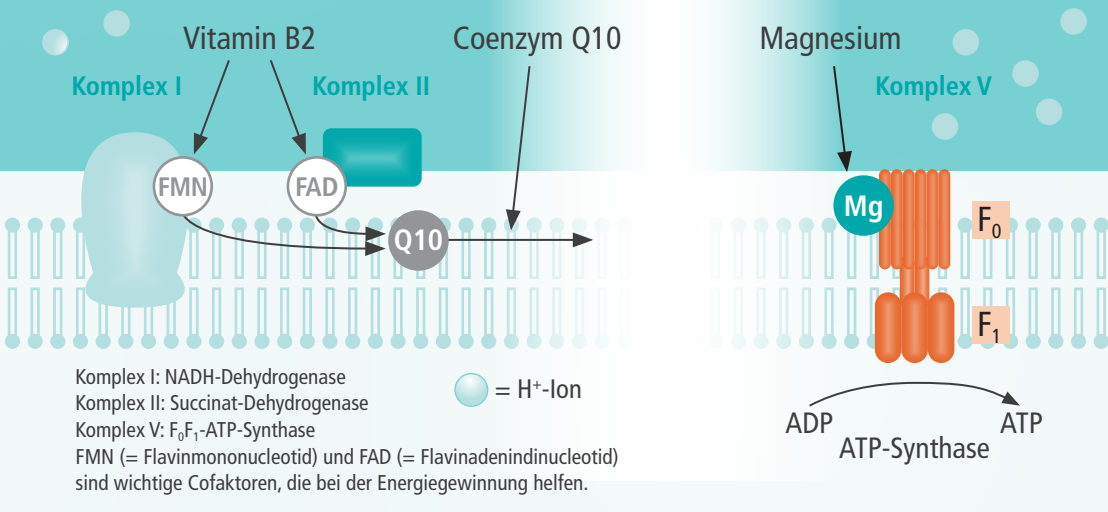 Vitamin B2
Coenzym Q10
Magnesium
Komplex I
Komplex II
Komplex V
FMN
FAD
Q10
Mg
F₀
F₁
Komplex I: NADH-Dehydrogenase
Komplex II: Succinat-Dehydrogenase
Komplex V: F₀F₁-ATP-Synthase
FMN (= Flavinmononucleotid) und FAD (= Flavinadenindinucleotid)
sind wichtige Cofaktoren, die bei der Energiegewinnung helfen.
= H⁺-Ion
ADP
ATP
ATP-Synthase